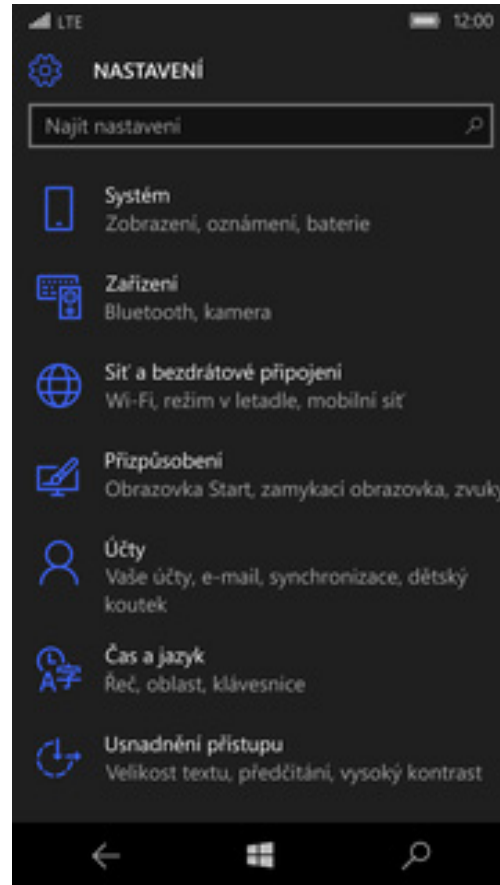 LTE 12:00
NASTAVENÍ
Najít nastavení
Systém
Zobrazení, oznámení, baterie
Zařízení
Bluetooth, kamera
Síť a bezdrátové připojení
Wi-Fi, režim v letadle, mobilní síť
Přizpůsobení
Obrazovka Start, zamykací obrazovka, zvuky
Účty
Vaše účty, e-mail, synchronizace, dětský
koutek
Čas a jazyk
Řeč, oblast, klávesnice
Usnadnění přístupu
Velikost textu, předčítání, vysoký kontrast